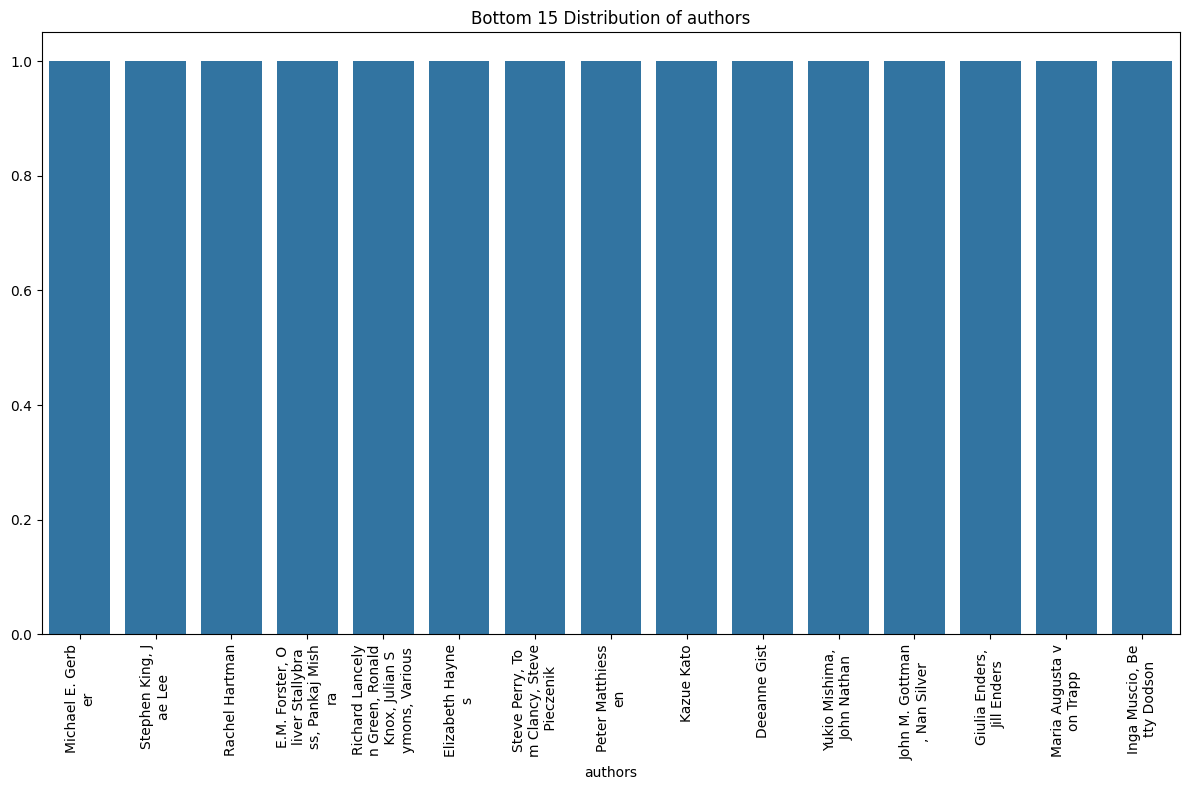 Bottom 15 Distribution of authors
1.0
0.8
0.6
0.4
0.2
0.0
Michael E. Gerb
er
Stephen King, J
ae Lee
Rachel Hartman
E.M. Forster, O
liver Stallybra
ss, Pankaj Mish
ra
Richard Lancely
n Green, Ronald
Knox, Julian S
ymons, Various
Elizabeth Hayne
s
Steve Perry, To
m Clancy, Steve
Pieczenik
Peter Matthiess
en
Kazue Kato
Deeanne Gist
Yukio Mishima,
John Nathan
John M. Gottman
, Nan Silver
Giulia Enders,
Jill Enders
Maria Augusta v
on Trapp
Inga Muscio, Be
tty Dodson
authors